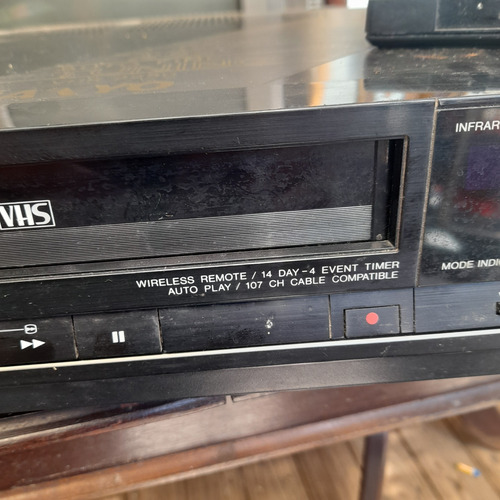 INFRAR
VHS
MODE INDI
WIRELESS REMOTE / 14 DAY-4 EVENT TIMER
AUTO PLAY / 107 CH CABLE COMPATIBLE